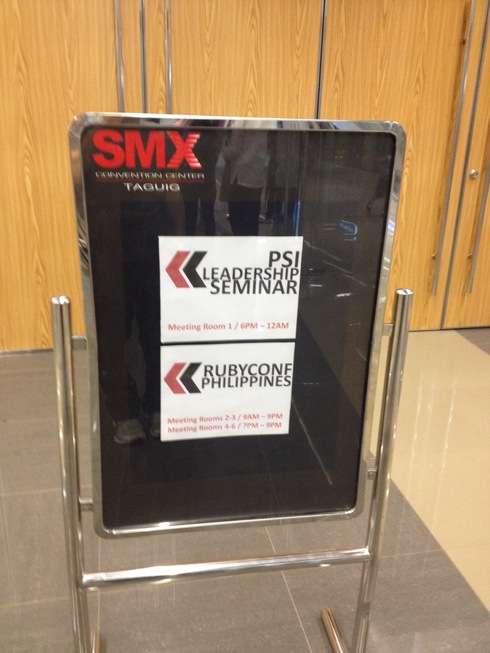 SMX
CONVENTION CENTER
TAGUIG
PSI
LEADERSHIP
SEMINAR
Meeting Room 1 / 6PM – 12AM
RUBYCONF
PHILIPPINES
Meeting Rooms 2-3 / 9AM – 9PM
Meeting Rooms 4-6 / 7PM – 9PM